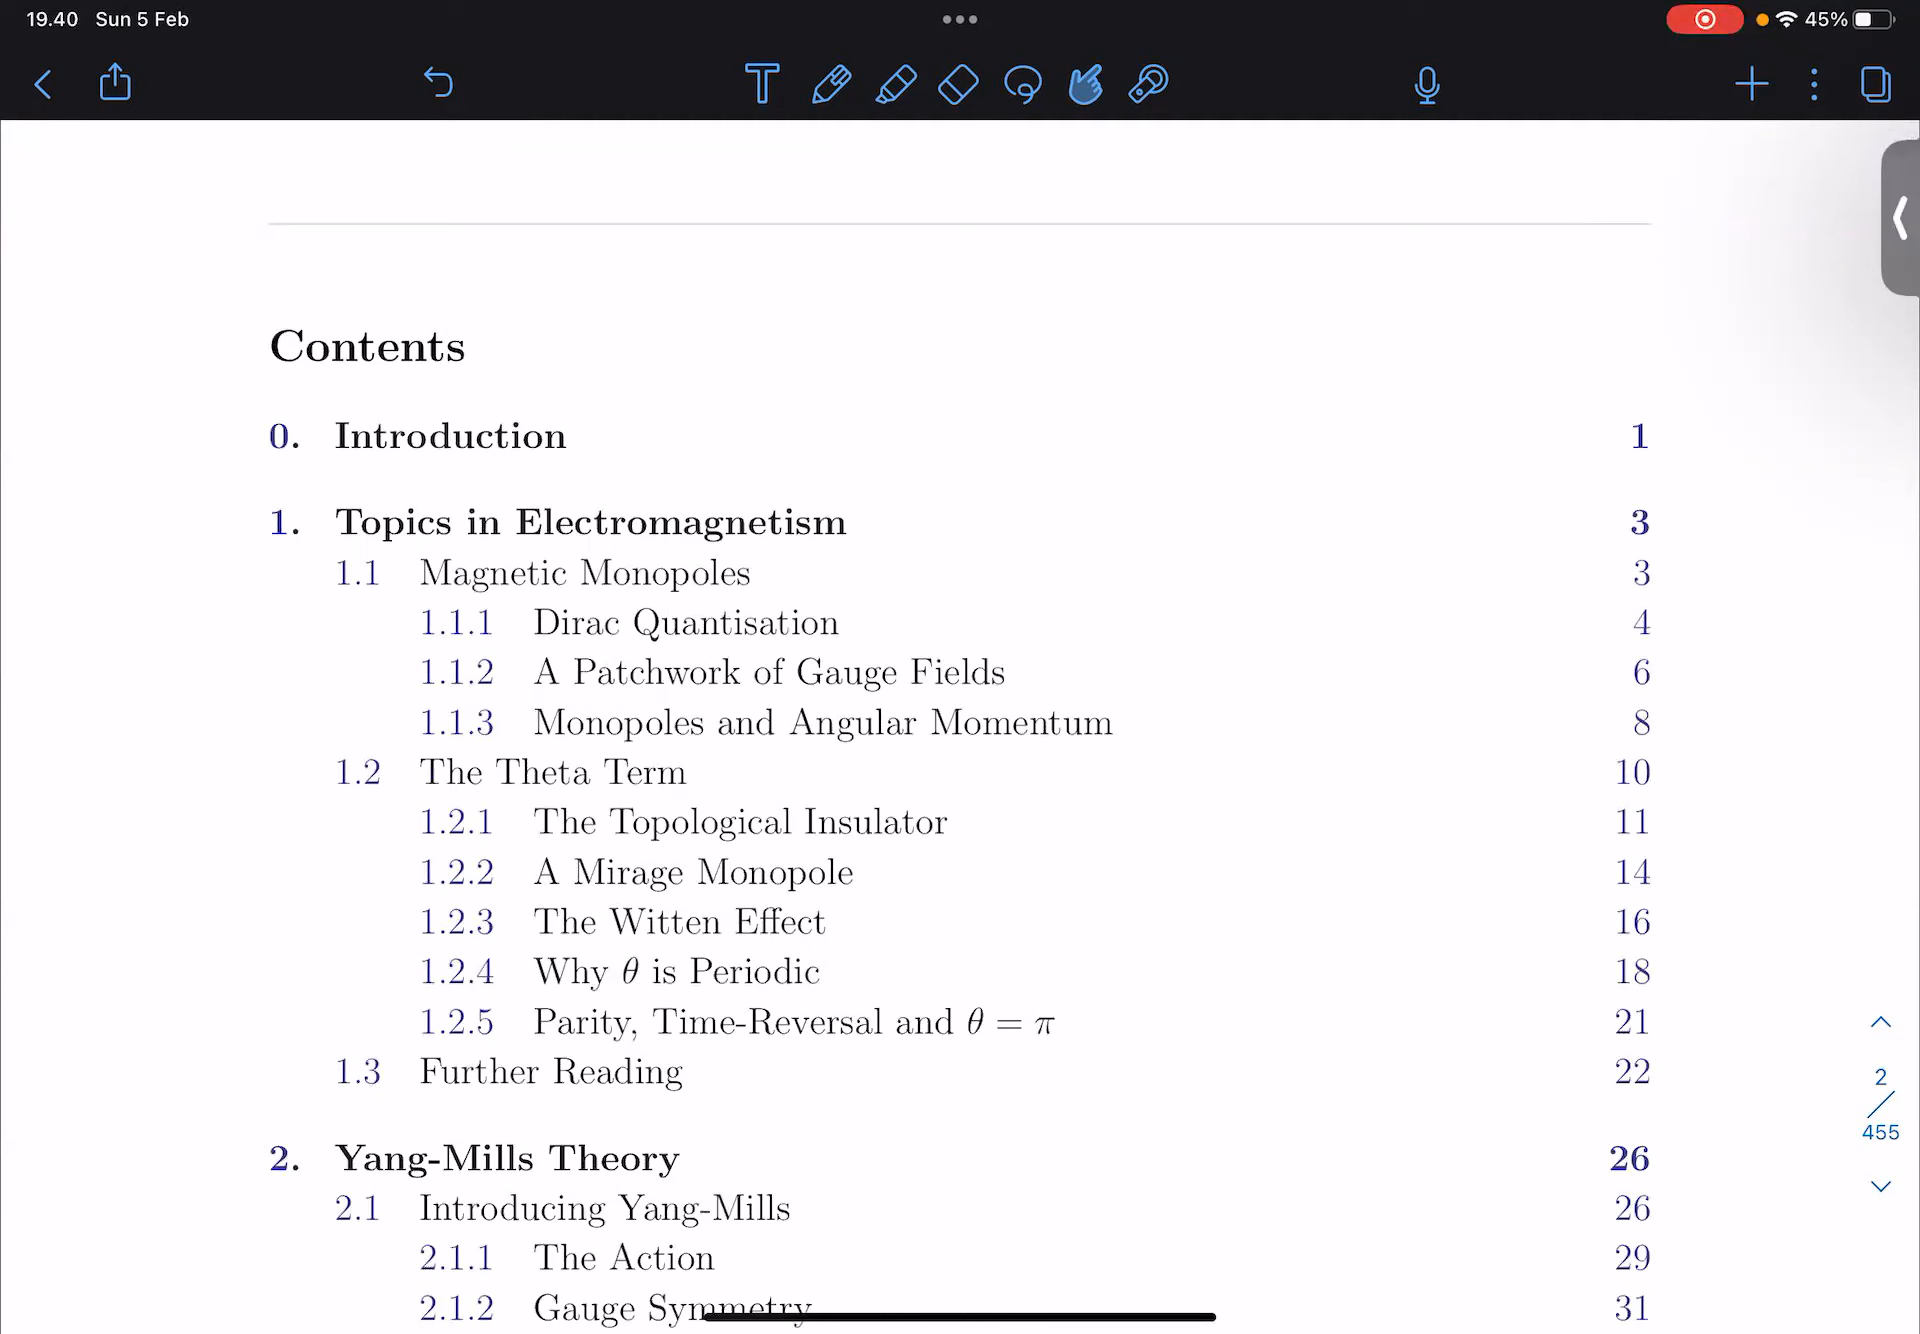 19.40 Sun 5 Feb
45%
Contents
0. Introduction 1
1. Topics in Electromagnetism 3
1.1 Magnetic Monopoles 3
1.1.1 Dirac Quantisation 4
1.1.2 A Patchwork of Gauge Fields 6
1.1.3 Monopoles and Angular Momentum 8
1.2 The Theta Term 10
1.2.1 The Topological Insulator 11
1.2.2 A Mirage Monopole 14
1.2.3 The Witten Effect 16
1.2.4 Why θ is Periodic 18
1.2.5 Parity, Time-Reversal and θ = π 21
1.3 Further Reading 22
2 / 455
2. Yang-Mills Theory 26
2.1 Introducing Yang-Mills 26
2.1.1 The Action 29
2.1.2 Gauge Symmetry 31